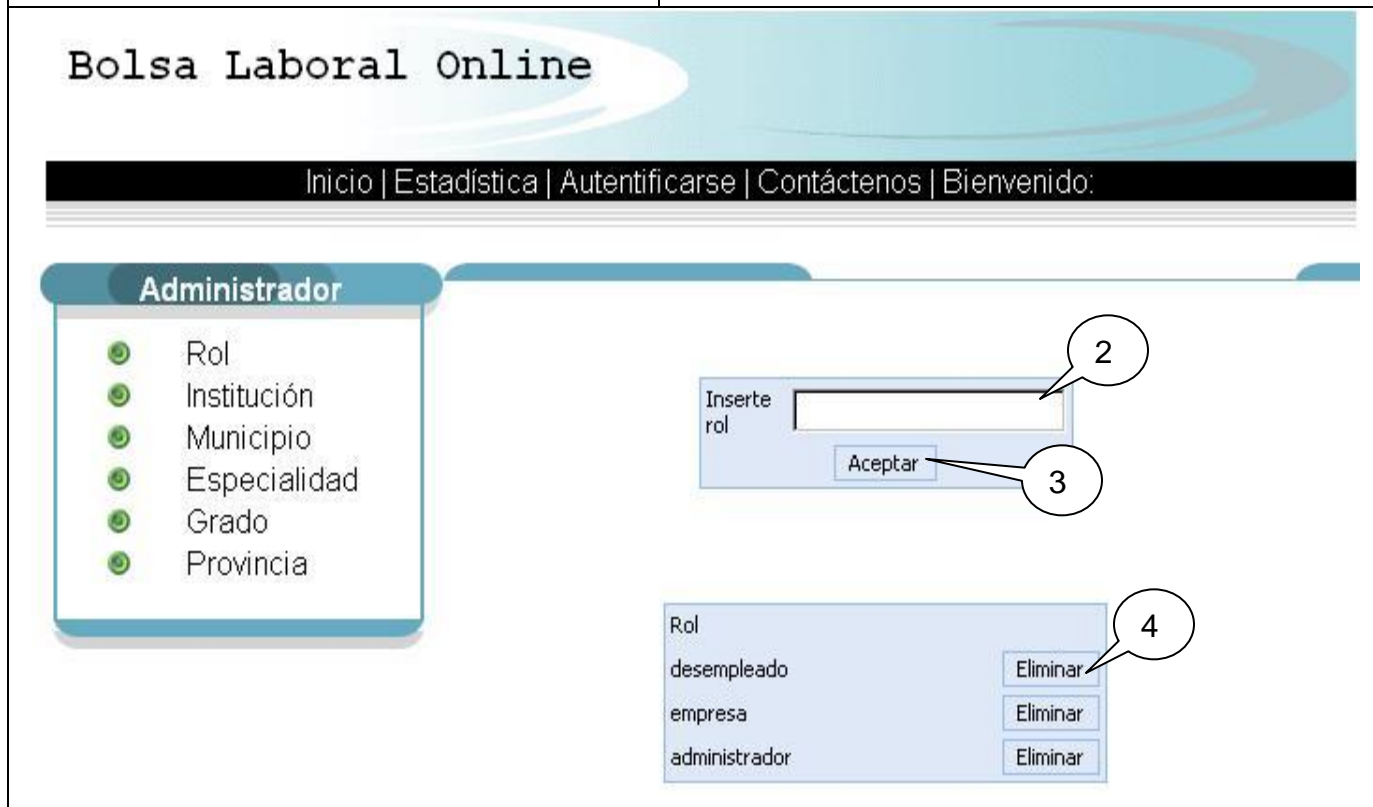 Bolsa Laboral Online
Inicio | Estadística | Autentificarse | Contáctenos | Bienvenido:
Administrador
Rol
Institución
Municipio
Especialidad
Grado
Provincia
2
Inserte
rol
Aceptar
3
Rol
4
desempleado Eliminar
empresa Eliminar
administrador Eliminar